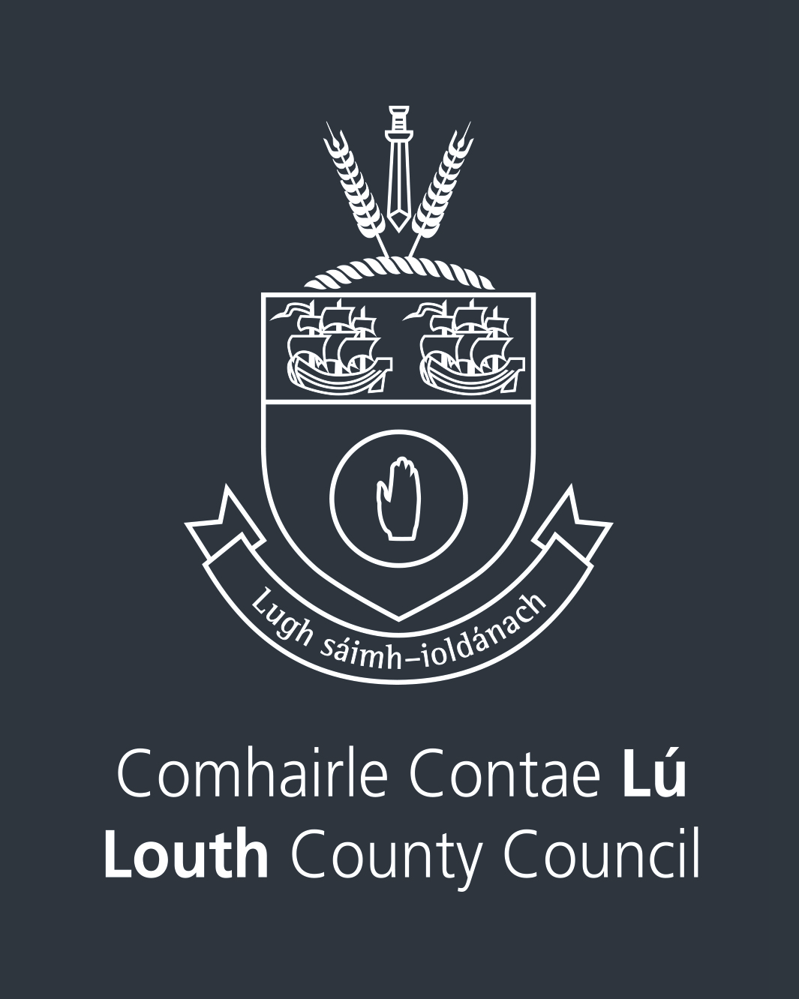 Lugh sáimh–ioldánach
Comhairle Contae Lú
Louth County Council